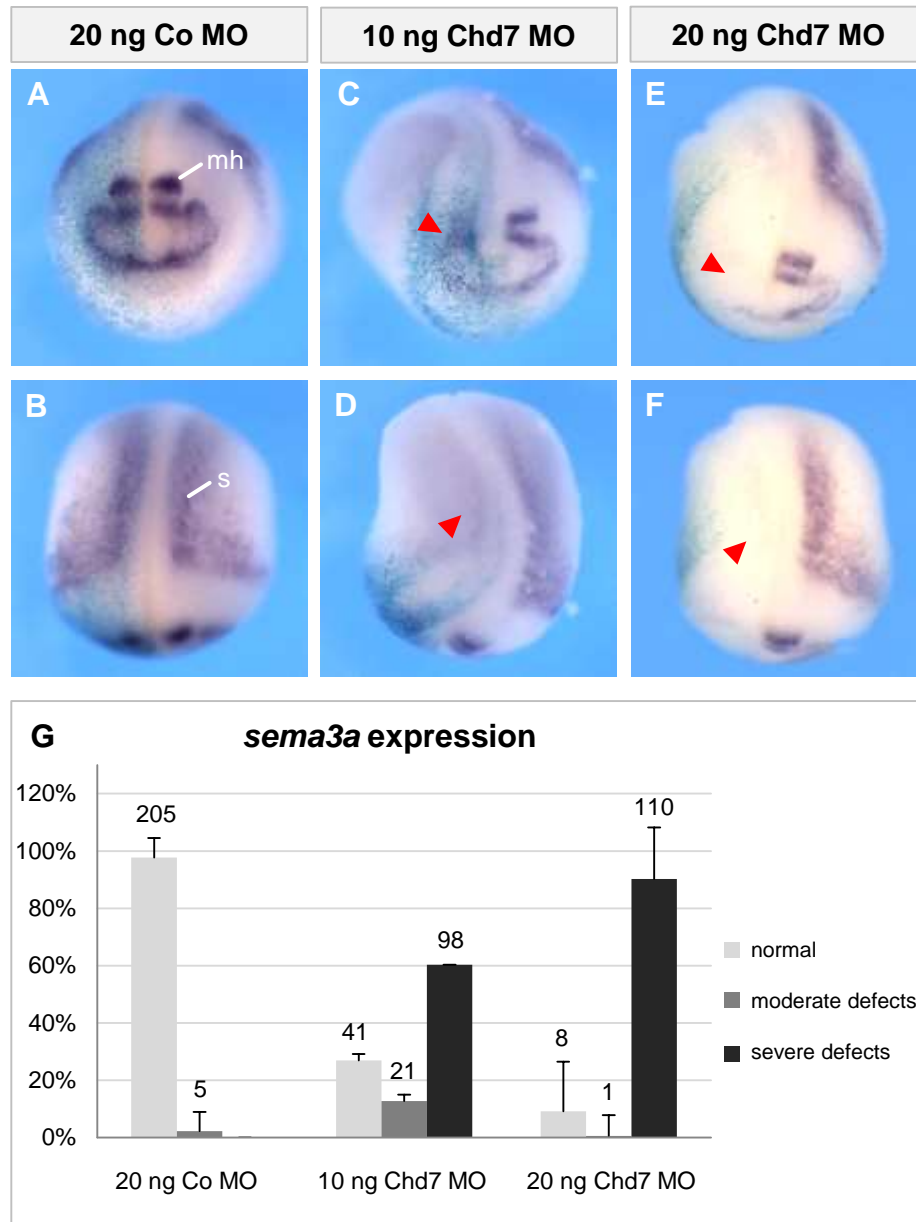 20 ng Co MO
10 ng Chd7 MO
20 ng Chd7 MO
A
mh
C
E
B
s
D
F
G
sema3a expression
120%
100%
80%
60%
40%
20%
0%
205
5
41
21
98
8
1
110
20 ng Co MO
10 ng Chd7 MO
20 ng Chd7 MO
normal
moderate defects
severe defects